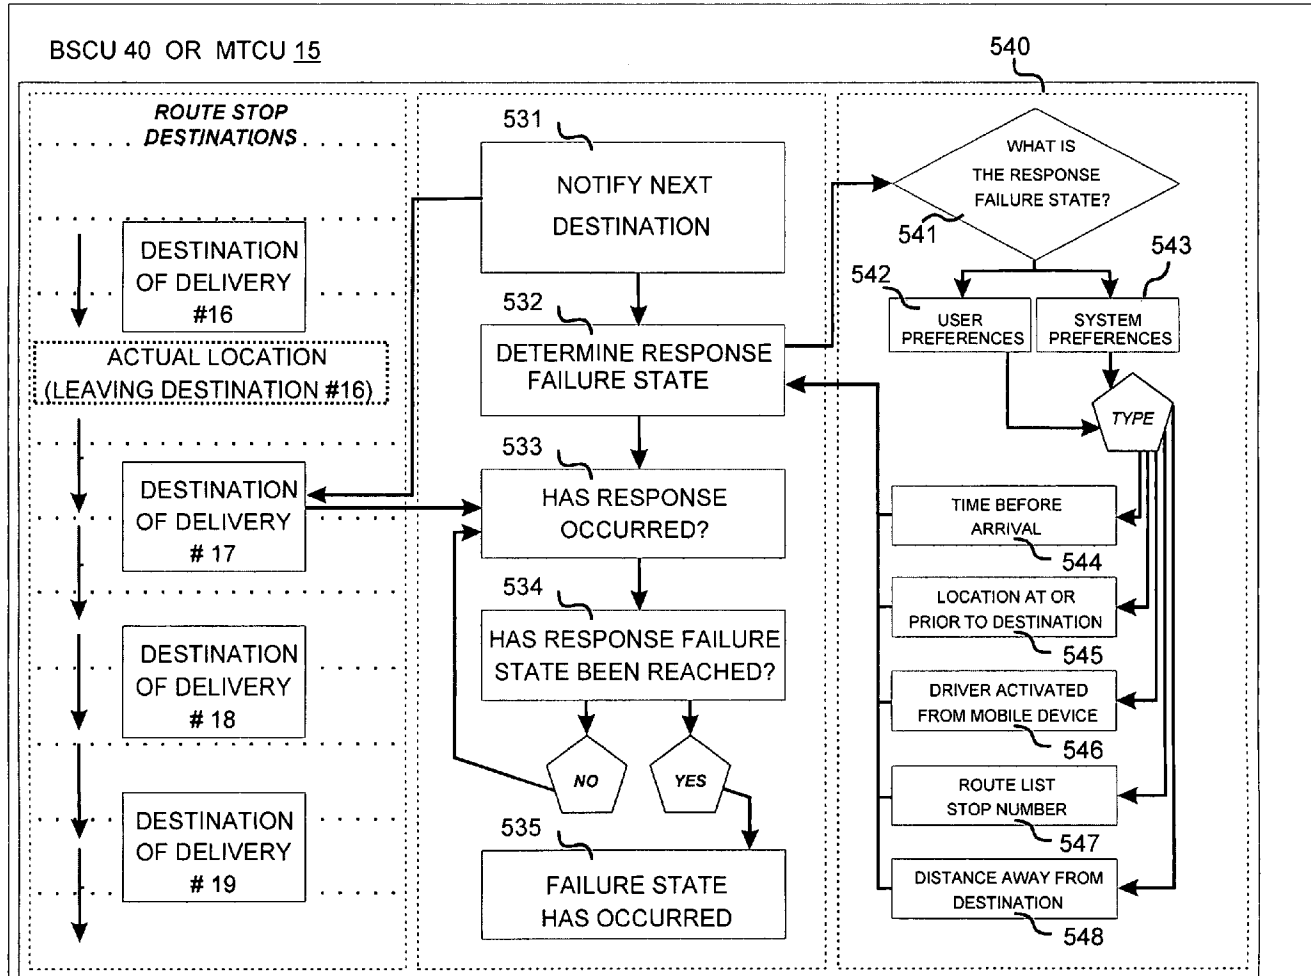 BSCU 40 OR MTCU 15
ROUTE STOP
DESTINATIONS
DESTINATION
OF DELIVERY
#16
ACTUAL LOCATION
(LEAVING DESTINATION #16)
DESTINATION
OF DELIVERY
# 17
DESTINATION
OF DELIVERY
# 18
DESTINATION
OF DELIVERY
# 19
531
NOTIFY NEXT
DESTINATION
532
DETERMINE RESPONSE
FAILURE STATE
533
HAS RESPONSE
OCCURRED?
534
HAS RESPONSE FAILURE
STATE BEEN REACHED?
NO
YES
535
FAILURE STATE
HAS OCCURRED
540
WHAT IS
THE RESPONSE
FAILURE STATE?
541
542
543
USER
PREFERENCES
SYSTEM
PREFERENCES
TYPE
TIME BEFORE
ARRIVAL
544
LOCATION AT OR
PRIOR TO DESTINATION
545
DRIVER ACTIVATED
FROM MOBILE DEVICE
546
ROUTE LIST
STOP NUMBER
547
DISTANCE AWAY FROM
DESTINATION
548